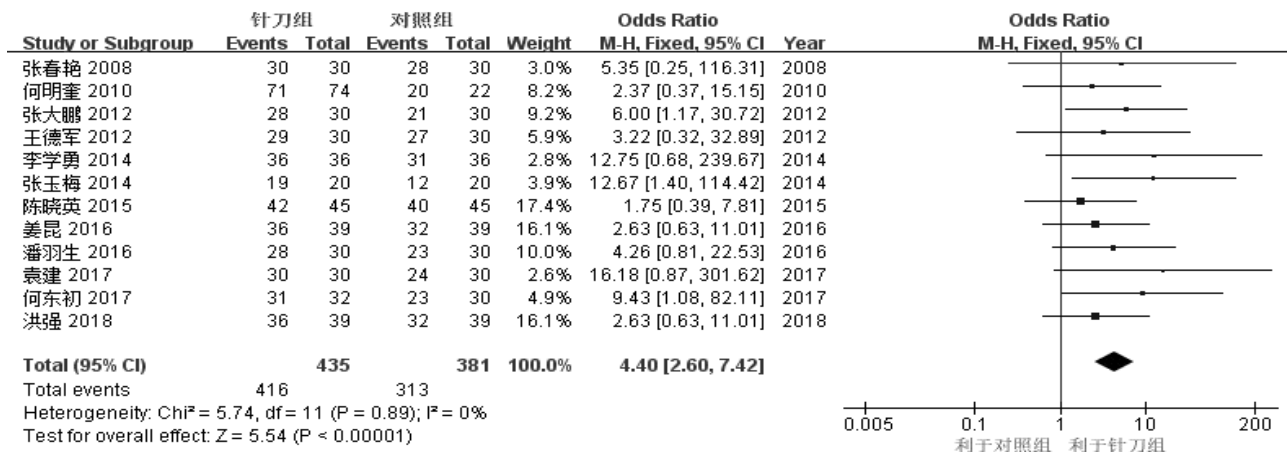 针刀组 对照组 Odds Ratio Odds Ratio
Study or Subgroup Events Total Events Total Weight M-H, Fixed, 95% CI Year M-H, Fixed, 95% CI
张春艳 2008 30 30 28 30 3.0% 5.35 [0.25, 116.31] 2008
何明奎 2010 71 74 20 22 8.2% 2.37 [0.37, 15.15] 2010
张大鹏 2012 28 30 21 30 9.2% 6.00 [1.17, 30.72] 2012
王德军 2012 29 30 27 30 5.9% 3.22 [0.32, 32.89] 2012
李学勇 2014 36 36 31 36 2.8% 12.75 [0.68, 239.67] 2014
张玉梅 2014 19 20 12 20 3.9% 12.67 [1.40, 114.42] 2014
陈晓英 2015 42 45 40 45 17.4% 1.75 [0.39, 7.81] 2015
姜昆 2016 36 39 32 39 16.1% 2.63 [0.63, 11.01] 2016
潘羽生 2016 28 30 23 30 10.0% 4.26 [0.81, 22.53] 2016
袁建 2017 30 30 24 30 2.6% 16.18 [0.87, 301.62] 2017
何东初 2017 31 32 23 30 4.9% 9.43 [1.08, 82.11] 2017
洪强 2018 36 39 32 39 16.1% 2.63 [0.63, 11.01] 2018
Total (95% CI) 435 381 100.0% 4.40 [2.60, 7.42]
Total events 416 313
Heterogeneity: Chi² = 5.74, df = 11 (P = 0.89); I² = 0%
Test for overall effect: Z = 5.54 (P < 0.00001)
0.005 0.1 1 10 200
利于对照组 利于针刀组